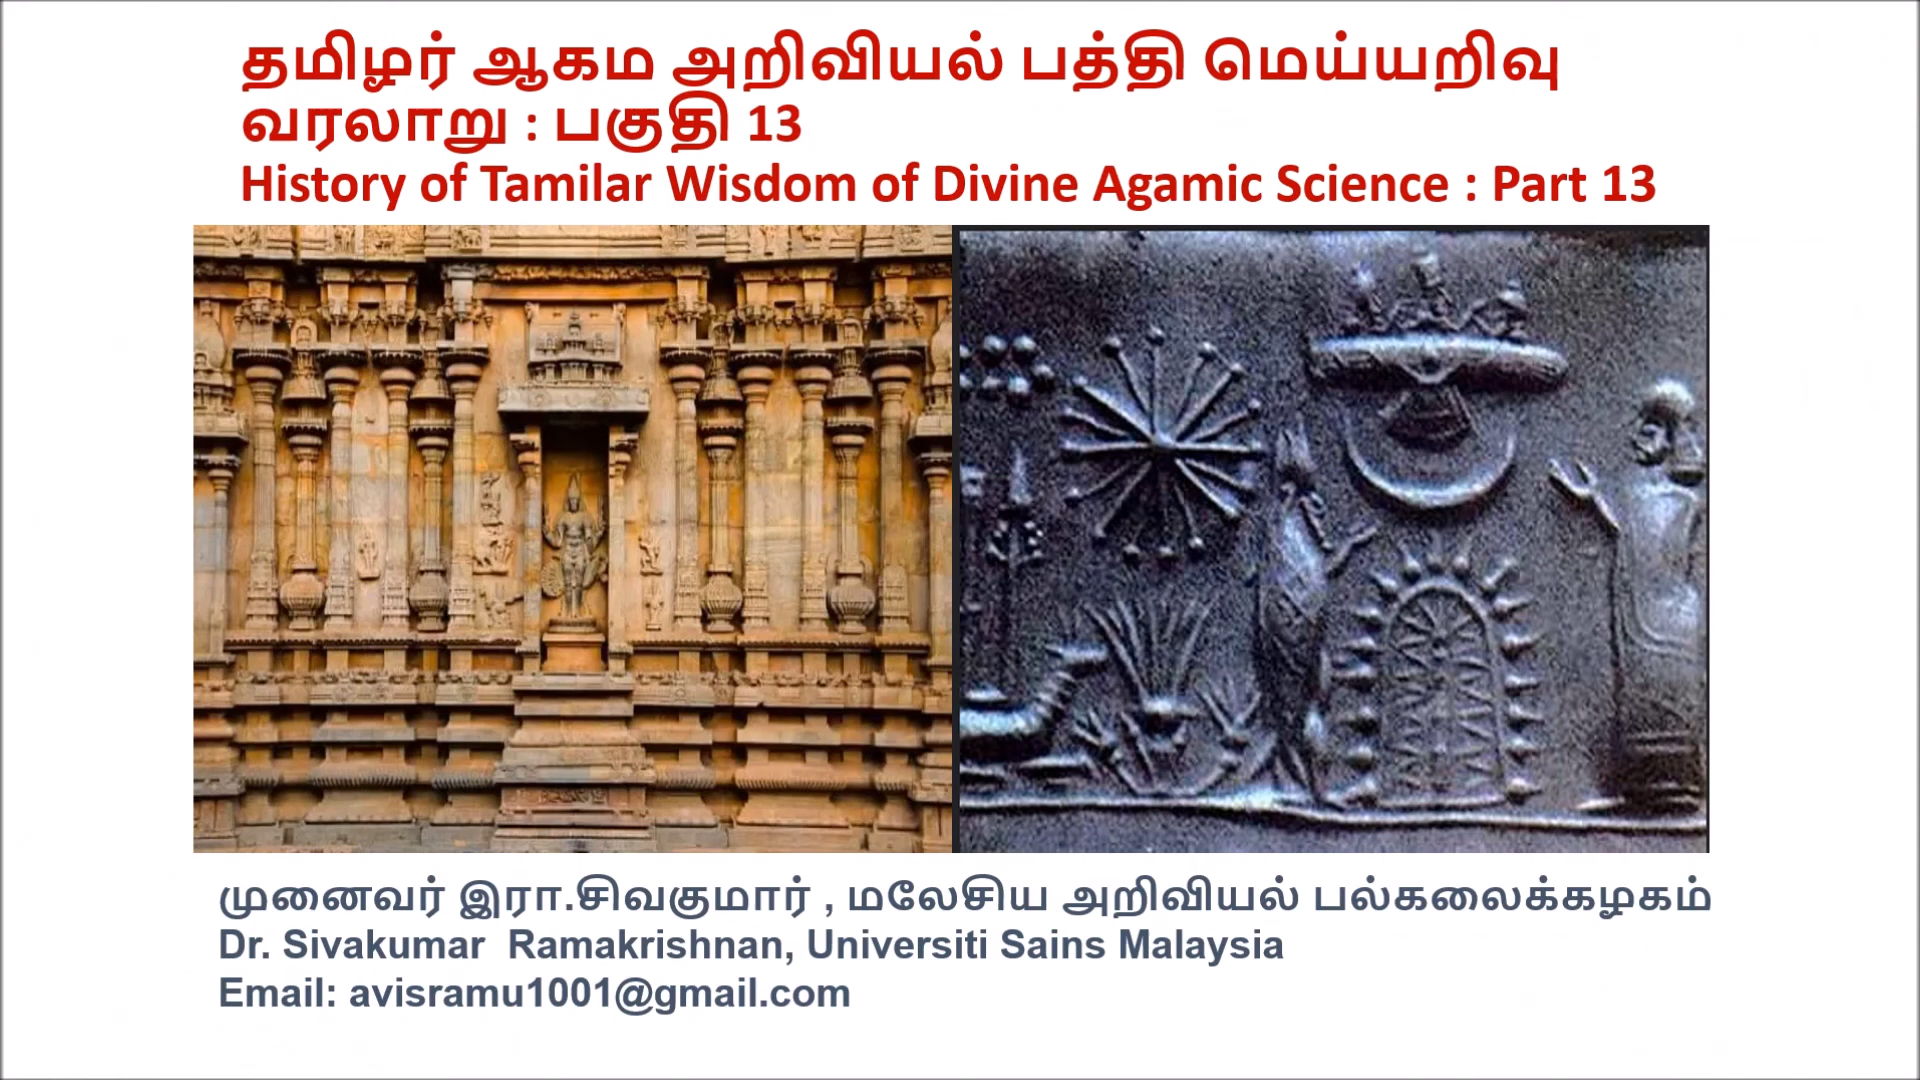 தமிழர் ஆகம அறிவியல் பத்தி மெய்யறிவு
வரலாறு : பகுதி 13
History of Tamilar Wisdom of Divine Agamic Science : Part 13
முனைவர் இரா.சிவகுமார் , மலேசிய அறிவியல் பல்கலைக்கழகம்
Dr. Sivakumar  Ramakrishnan, Universiti Sains Malaysia
Email: avisramu1001@gmail.com